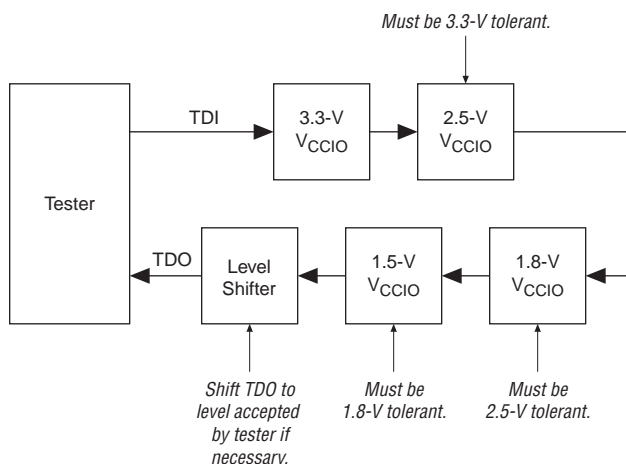 Must be 3.3-V tolerant.
TDI
3.3-V
VCCIO
2.5-V
VCCIO
Tester
TDO
Level
Shifter
1.5-V
VCCIO
1.8-V
VCCIO
Shift TDO to
level accepted
by tester if
necessary.
Must be
1.8-V tolerant.
Must be
2.5-V tolerant.